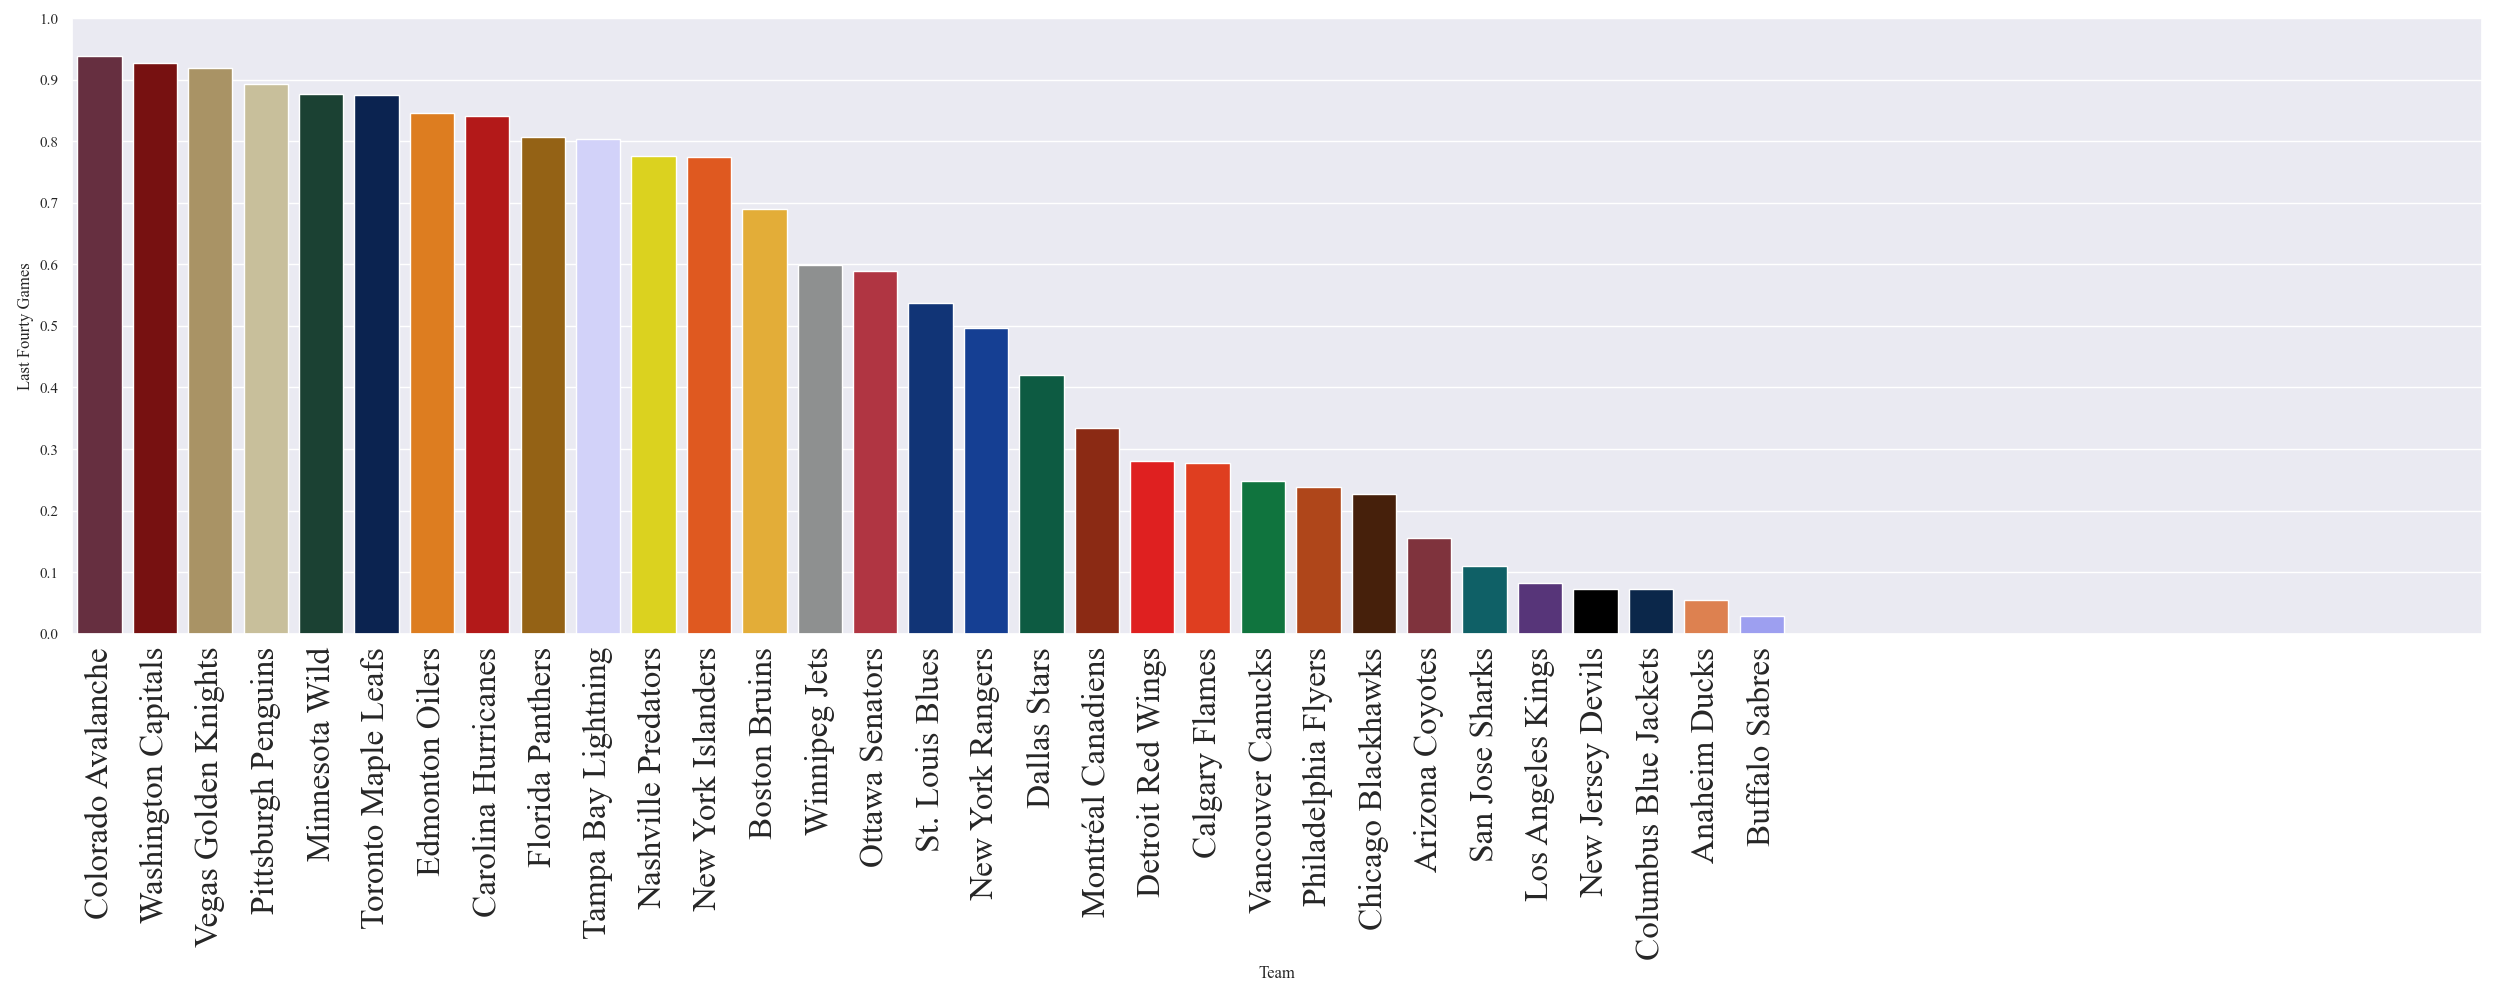 1.0
0.9
0.8
0.7
0.6
0.5
0.4
0.3
0.2
0.1
0.0
Last Fourty Games
Colorado Avalanche
Washington Capitals
Vegas Golden Knights
Pittsburgh Penguins
Minnesota Wild
Toronto Maple Leafs
Edmonton Oilers
Carolina Hurricanes
Florida Panthers
Tampa Bay Lightning
Nashville Predators
New York Islanders
Boston Bruins
Winnipeg Jets
Ottawa Senators
St. Louis Blues
New York Rangers
Dallas Stars
Montréal Canadiens
Detroit Red Wings
Calgary Flames
Vancouver Canucks
Philadelphia Flyers
Chicago Blackhawks
Arizona Coyotes
San Jose Sharks
Los Angeles Kings
New Jersey Devils
Columbus Blue Jackets
Anaheim Ducks
Buffalo Sabres
Team